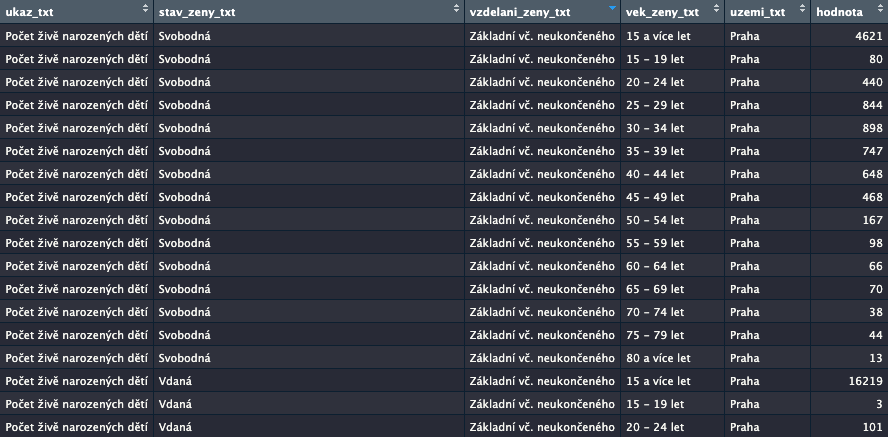 ukaz_txt stav_zeny_txt vzdelani_zeny_txt vek_zeny_txt uzemi_txt hodnota
Počet živě narozených dětí Svobodná Základní vč. neukončeného 15 a více let Praha 4621
Počet živě narozených dětí Svobodná Základní vč. neukončeného 15 – 19 let Praha 80
Počet živě narozených dětí Svobodná Základní vč. neukončeného 20 – 24 let Praha 440
Počet živě narozených dětí Svobodná Základní vč. neukončeného 25 – 29 let Praha 844
Počet živě narozených dětí Svobodná Základní vč. neukončeného 30 – 34 let Praha 898
Počet živě narozených dětí Svobodná Základní vč. neukončeného 35 – 39 let Praha 747
Počet živě narozených dětí Svobodná Základní vč. neukončeného 40 – 44 let Praha 648
Počet živě narozených dětí Svobodná Základní vč. neukončeného 45 – 49 let Praha 468
Počet živě narozených dětí Svobodná Základní vč. neukončeného 50 – 54 let Praha 167
Počet živě narozených dětí Svobodná Základní vč. neukončeného 55 – 59 let Praha 98
Počet živě narozených dětí Svobodná Základní vč. neukončeného 60 – 64 let Praha 66
Počet živě narozených dětí Svobodná Základní vč. neukončeného 65 – 69 let Praha 70
Počet živě narozených dětí Svobodná Základní vč. neukončeného 70 – 74 let Praha 38
Počet živě narozených dětí Svobodná Základní vč. neukončeného 75 – 79 let Praha 44
Počet živě narozených dětí Svobodná Základní vč. neukončeného 80 a více let Praha 13
Počet živě narozených dětí Vdaná Základní vč. neukončeného 15 a více let Praha 16219
Počet živě narozených dětí Vdaná Základní vč. neukončeného 15 – 19 let Praha 3
Počet živě narozených dětí Vdaná Základní vč. neukončeného 20 – 24 let Praha 101